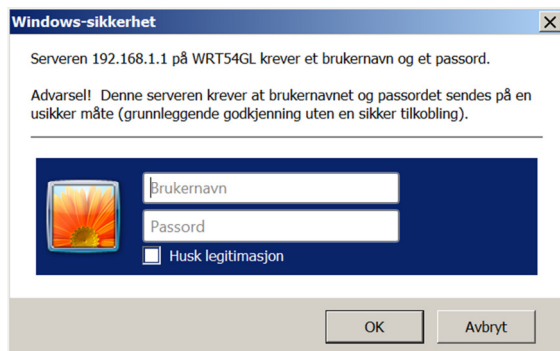 Windows-sikkerhet
Serveren 192.168.1.1 på WRT54GL krever et brukernavn og et passord.
Advarsel! Denne serveren krever at brukernavnet og passordet sendes på en
usikker måte (grunnleggende godkjenning uten en sikker tilkobling).
Brukernavn
Passord
Husk legitimasjon
OK Avbryt